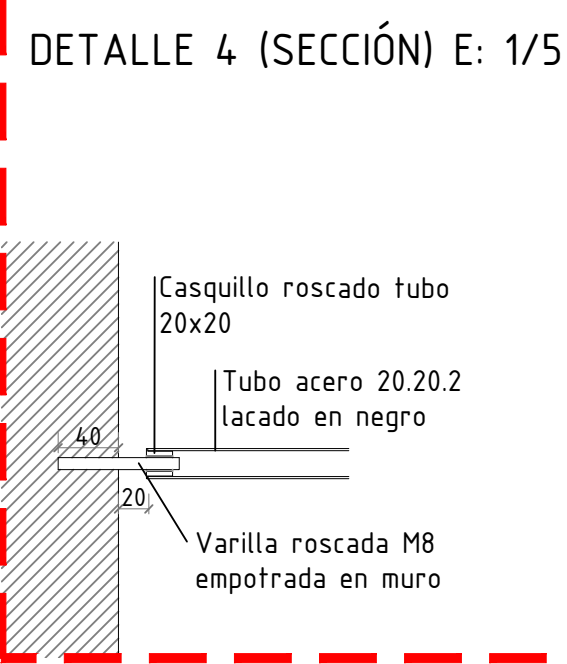 DETALLE 4 (SECCIÓN) E: 1/5
Casquillo roscado tubo
20x20
Tubo acero 20.20.2
lacado en negro
40
20
Varilla roscada M8
empotrada en muro